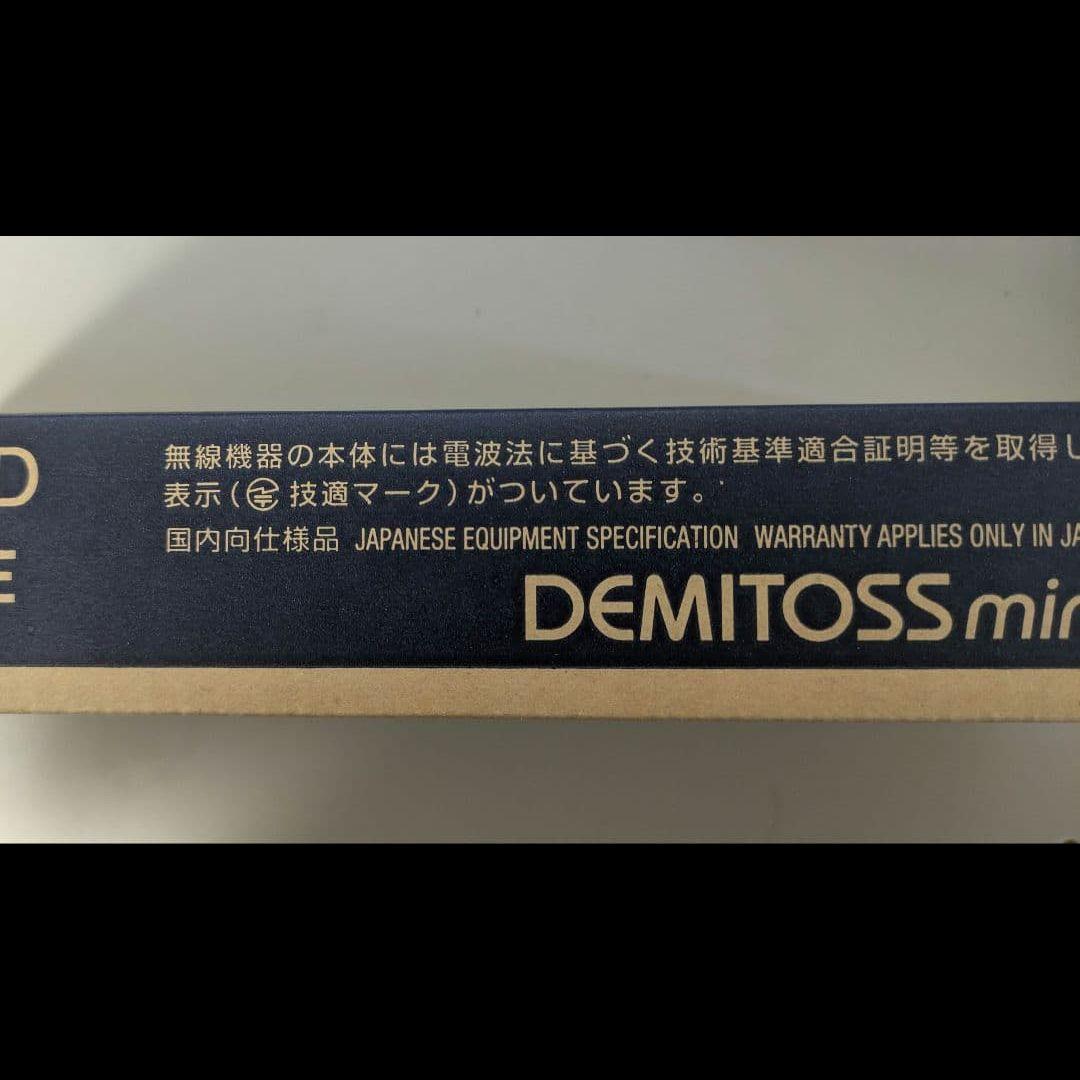 D
E
無線機器の本体には電波法に基づく技術基準適合証明等を取得し
表示(技適マーク)がついています。
国内向仕様品 JAPANESE EQUIPMENT SPECIFICATION WARRANTY APPLIES ONLY IN JA
DEMITOSS min